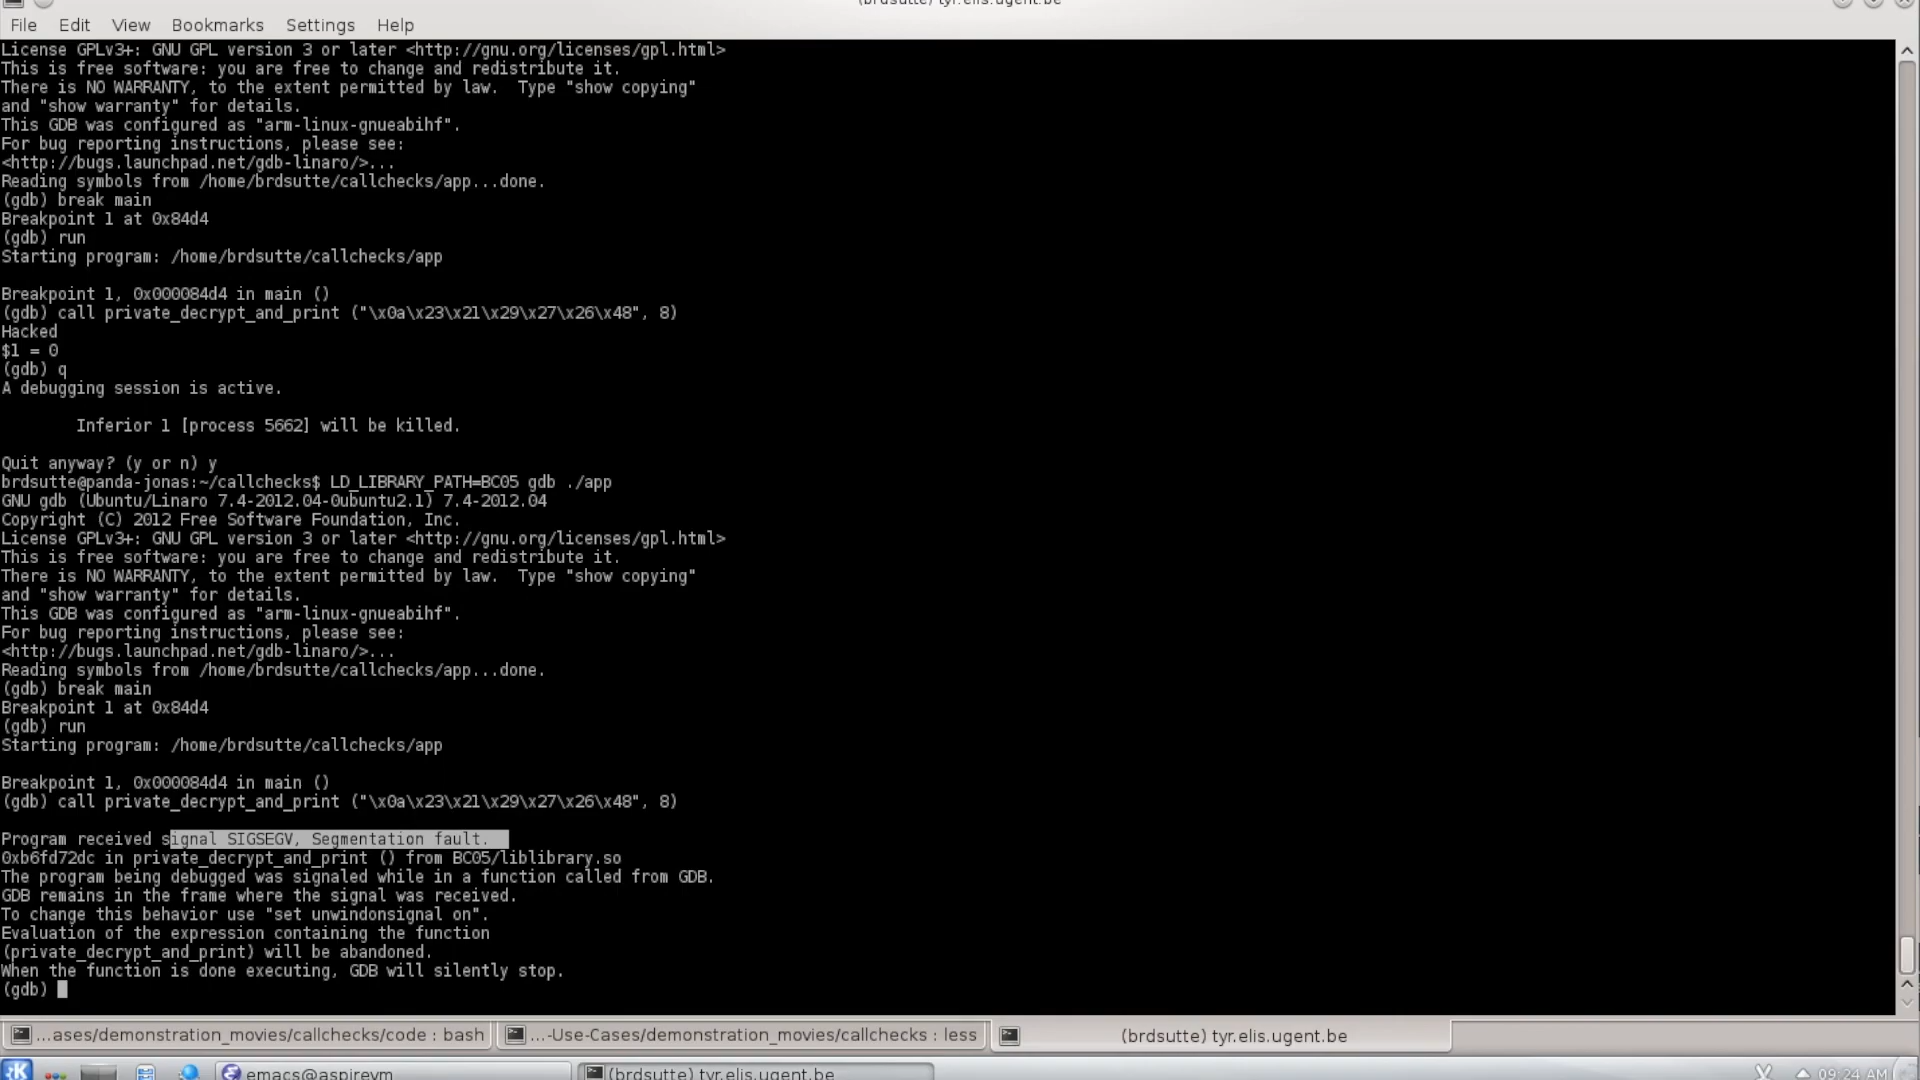 (brdsutte) tyr.elis.ugent.be
File Edit View Bookmarks Settings Help
License GPLv3+: GNU GPL version 3 or later <http://gnu.org/licenses/gpl.html>
This is free software: you are free to change and redistribute it.
There is NO WARRANTY, to the extent permitted by law.  Type "show copying"
and "show warranty" for details.
This GDB was configured as "arm-linux-gnueabihf".
For bug reporting instructions, please see:
<http://bugs.launchpad.net/gdb-linaro/>...
Reading symbols from /home/brdsutte/callchecks/app...done.
(gdb) break main
Breakpoint 1 at 0x84d4
(gdb) run
Starting program: /home/brdsutte/callchecks/app
Breakpoint 1, 0x000084d4 in main ()
(gdb) call private_decrypt_and_print ("\x0a\x23\x21\x29\x27\x26\x48", 8)
Hacked
$1 = 0
(gdb) q
A debugging session is active.
Inferior 1 [process 5662] will be killed.
Quit anyway? (y or n) y
brdsutte@panda-jonas:~/callchecks$ LD_LIBRARY_PATH=BC05 gdb ./app
GNU gdb (Ubuntu/Linaro 7.4-2012.04-0ubuntu2.1) 7.4-2012.04
Copyright (C) 2012 Free Software Foundation, Inc.
License GPLv3+: GNU GPL version 3 or later <http://gnu.org/licenses/gpl.html>
This is free software: you are free to change and redistribute it.
There is NO WARRANTY, to the extent permitted by law.  Type "show copying"
and "show warranty" for details.
This GDB was configured as "arm-linux-gnueabihf".
For bug reporting instructions, please see:
<http://bugs.launchpad.net/gdb-linaro/>...
Reading symbols from /home/brdsutte/callchecks/app...done.
(gdb) break main
Breakpoint 1 at 0x84d4
(gdb) run
Starting program: /home/brdsutte/callchecks/app
Breakpoint 1, 0x000084d4 in main ()
(gdb) call private_decrypt_and_print ("\x0a\x23\x21\x29\x27\x26\x48", 8)
Program received signal SIGSEGV, Segmentation fault.
0xb6fd72dc in private_decrypt_and_print () from BC05/liblibrary.so
The program being debugged was signaled while in a function called from GDB.
GDB remains in the frame where the signal was received.
To change this behavior use "set unwindonsignal on".
Evaluation of the expression containing the function
(private_decrypt_and_print) will be abandoned.
When the function is done executing, GDB will silently stop.
(gdb)
...ases/demonstration_movies/callchecks/code : bash
...-Use-Cases/demonstration_movies/callchecks : less
(brdsutte) tyr.elis.ugent.be
emacs@aspirevm
(brdsutte) tyr.elis.ugent.be
09:24 AM